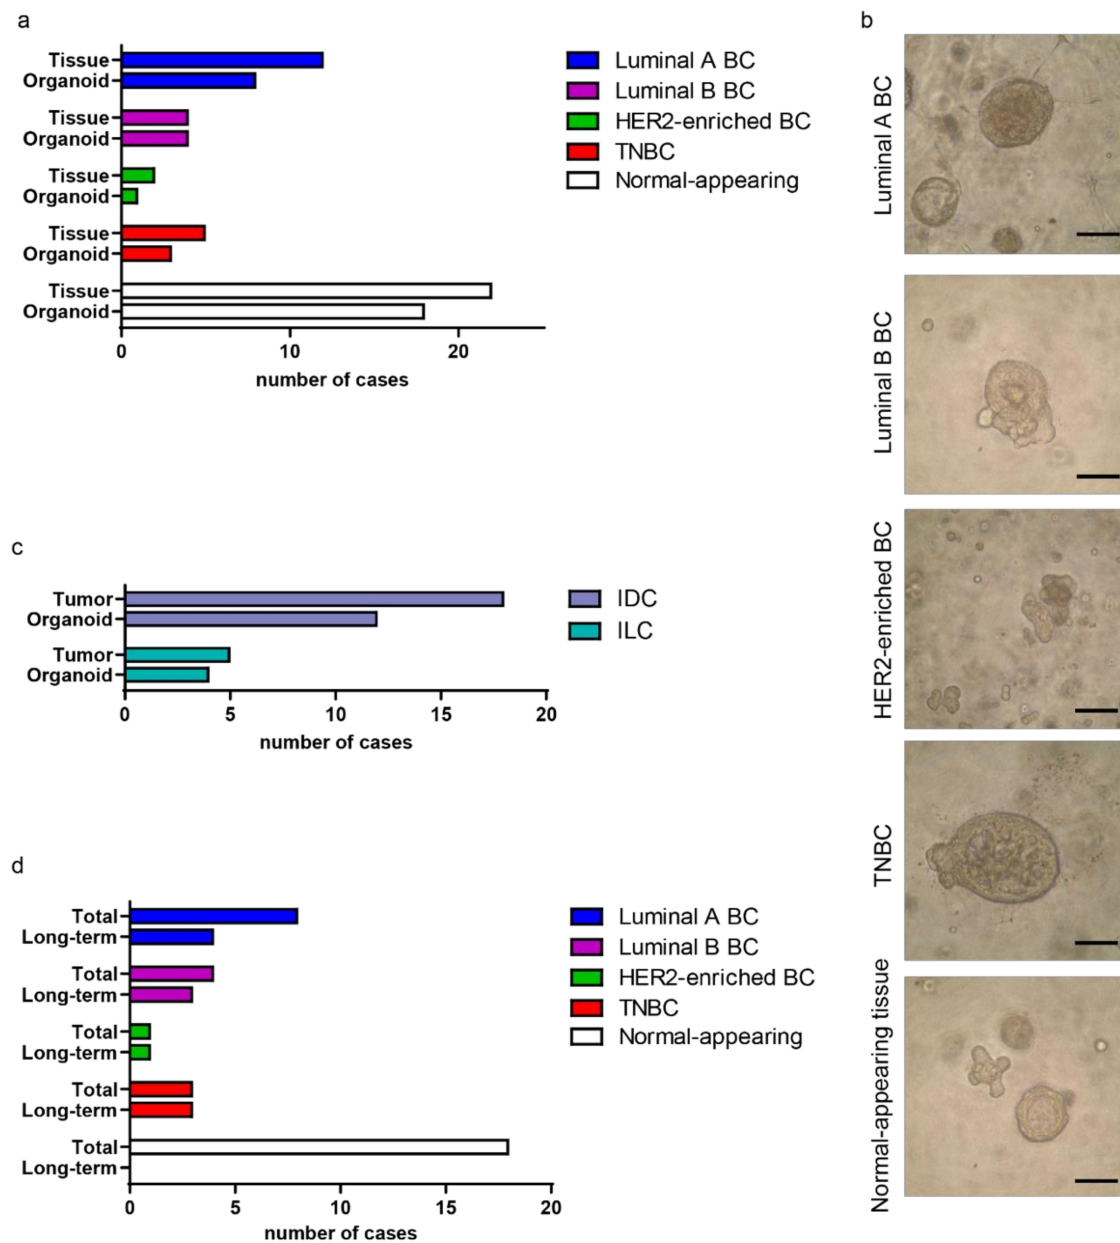 a
Tissue
Organoid
Tissue
Organoid
Tissue
Organoid
Tissue
Organoid
Tissue
Organoid
0 10 20
number of cases
Luminal A BC
Luminal B BC
HER2-enriched BC
TNBC
Normal-appearing
b
Luminal A BC
Luminal B BC
HER2-enriched BC
TNBC
Normal-appearing tissue
c
Tumor
Organoid
Tumor
Organoid
0 5 10 15 20
number of cases
IDC
ILC
d
Total
Long-term
Total
Long-term
Total
Long-term
Total
Long-term
Total
Long-term
0 5 10 15 20
number of cases
Luminal A BC
Luminal B BC
HER2-enriched BC
TNBC
Normal-appearing